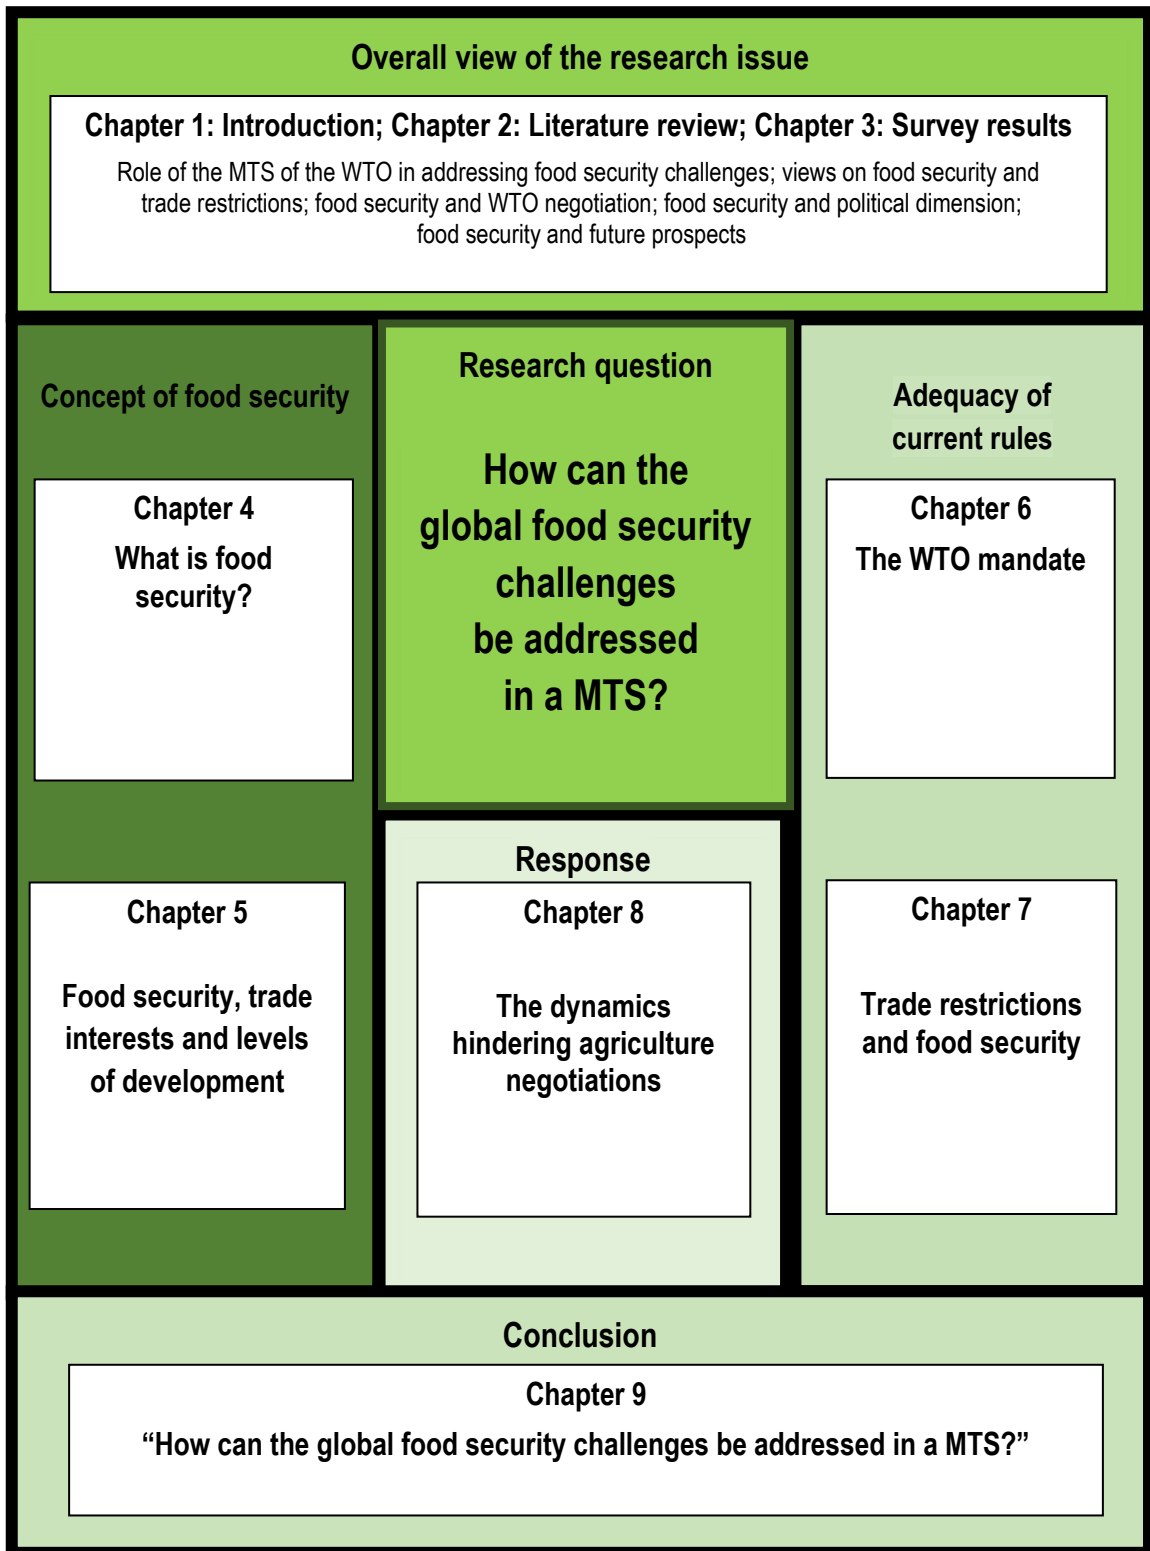 Overall view of the research issue
Chapter 1: Introduction; Chapter 2: Literature review; Chapter 3: Survey results
Role of the MTS of the WTO in addressing food security challenges; views on food security and
trade restrictions; food security and WTO negotiation; food security and political dimension;
food security and future prospects
Concept of food security
Chapter 4
What is food
security?
Chapter 5
Food security, trade
interests and levels
of development
Research question
How can the
global food security
challenges
be addressed
in a MTS?
Response
Chapter 8
The dynamics
hindering agriculture
negotiations
Adequacy of
current rules
Chapter 6
The WTO mandate
Chapter 7
Trade restrictions
and food security
Conclusion
Chapter 9
“How can the global food security challenges be addressed in a MTS?”